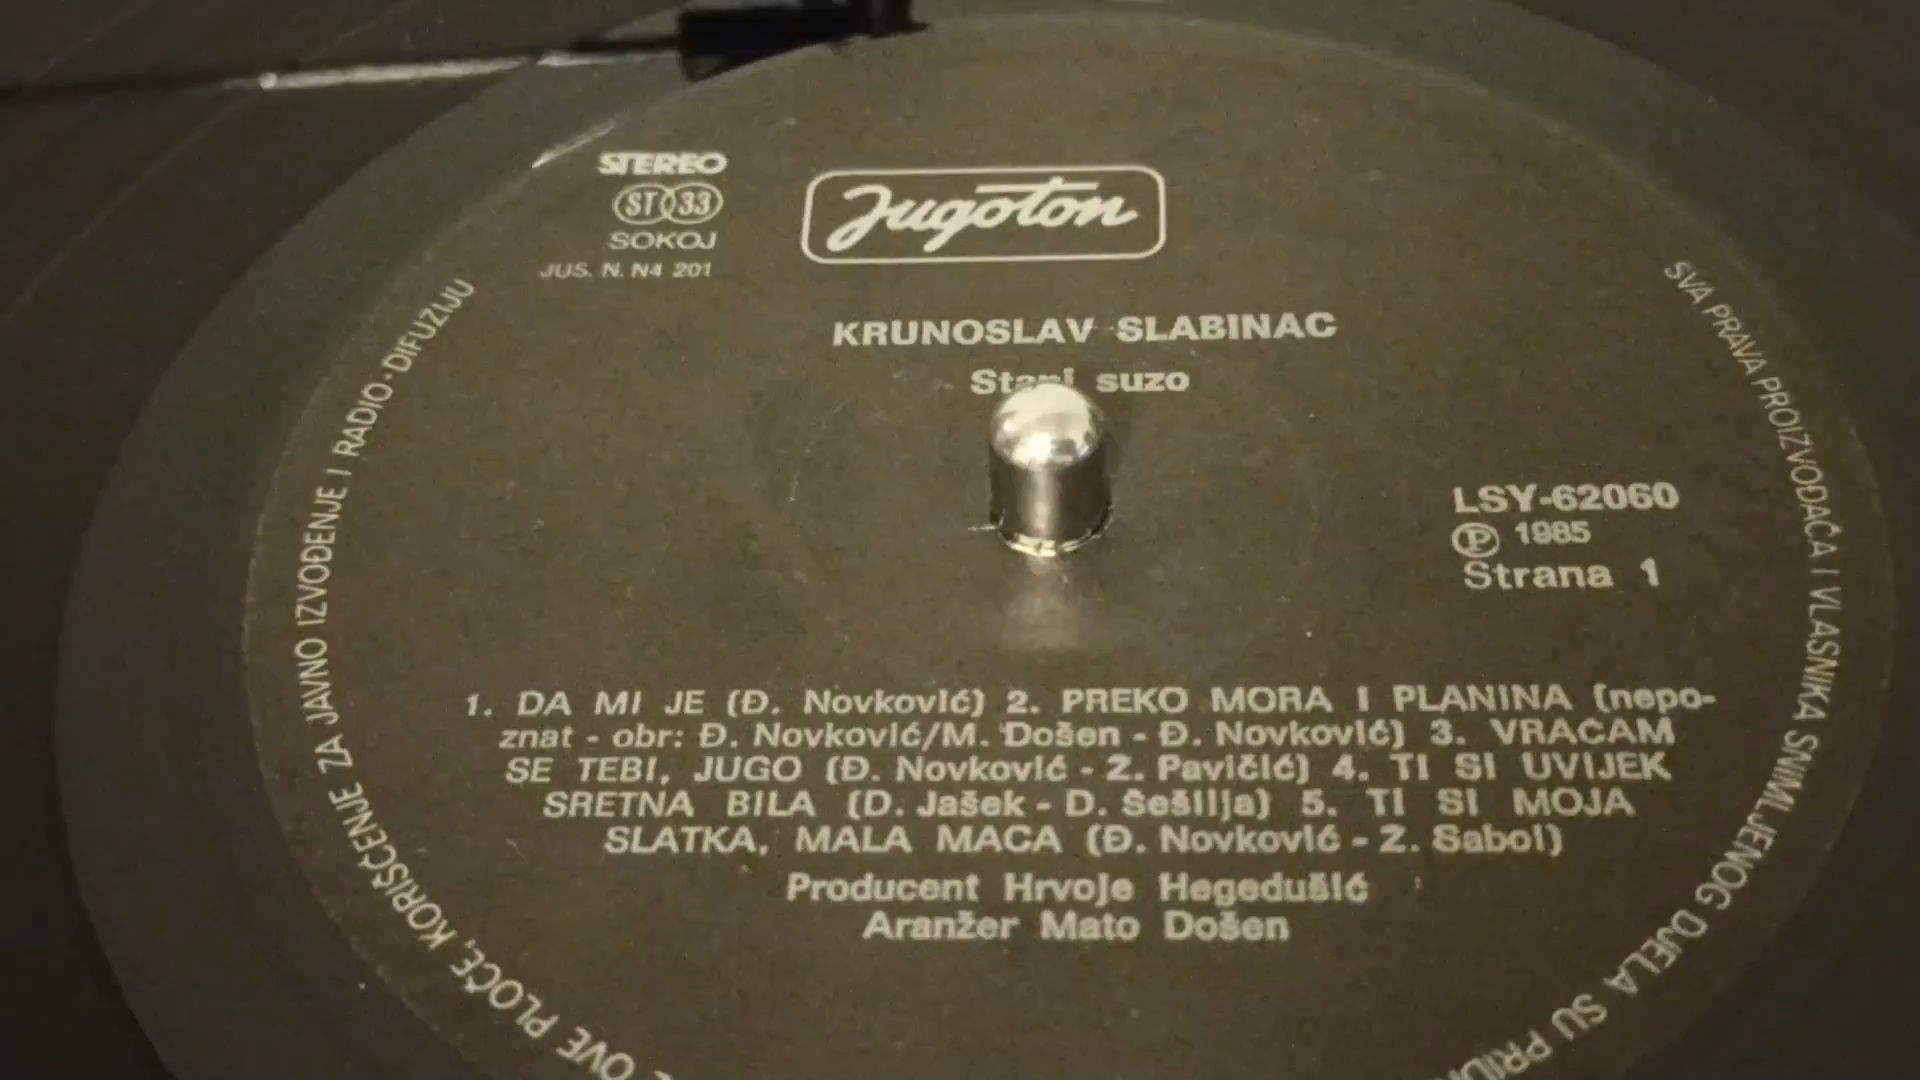 STEREO
ST 33
SOKOJ
JUS. N. N4 201
Jugoton
KRUNOSLAV SLABINAC
suzo
LSY-62060
Ⓟ 1985
Strana 1
1. DA MI JE (Đ. Novković) 2. PREKO MORA I PLANINA (nepo-
znat - obr: Đ. Novković/M. Došen - Đ. Novković) 3. VRAĆAM
SE TEBI, JUGO (Đ. Novković - Z. Pavičić) 4. TI SI UVIJEK
SRETNA BILA (D. Jašek - D. Šešlija) 5. TI SI MOJA
SLATKA, MALA MACA (Đ. Novković - Z. Sabol)
Producent Hrvoje Hegedušić
Aranžer Mato Došen
SVA PRAVA PROIZVOĐAČA I VLASNIKA SNIMLJENOG DJELA SU
OVE PLOČE, KORIŠĆENJE ZA JAVNO IZVOĐENJE I RADIO-DIFUZIJU